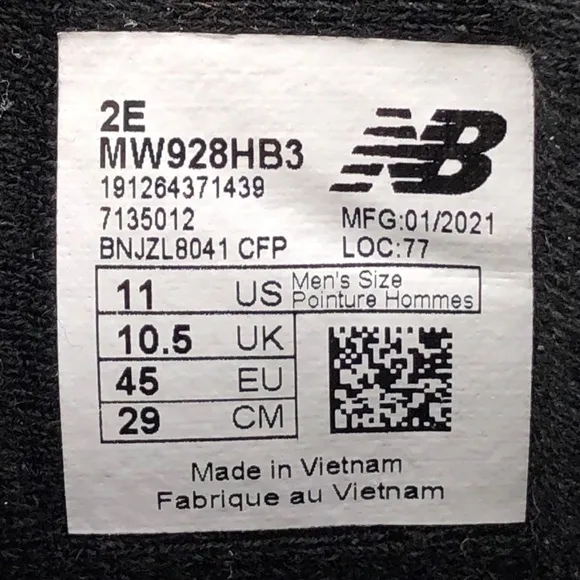 2E
MW928HB3
191264371439
7135012
BNJZL8041 CFP
NB
MFG:01/2021
LOC:77
11 US Men's Size
Pointure Hommes
10.5 UK
45 EU
29 CM
Made in Vietnam
Fabrique au Vietnam